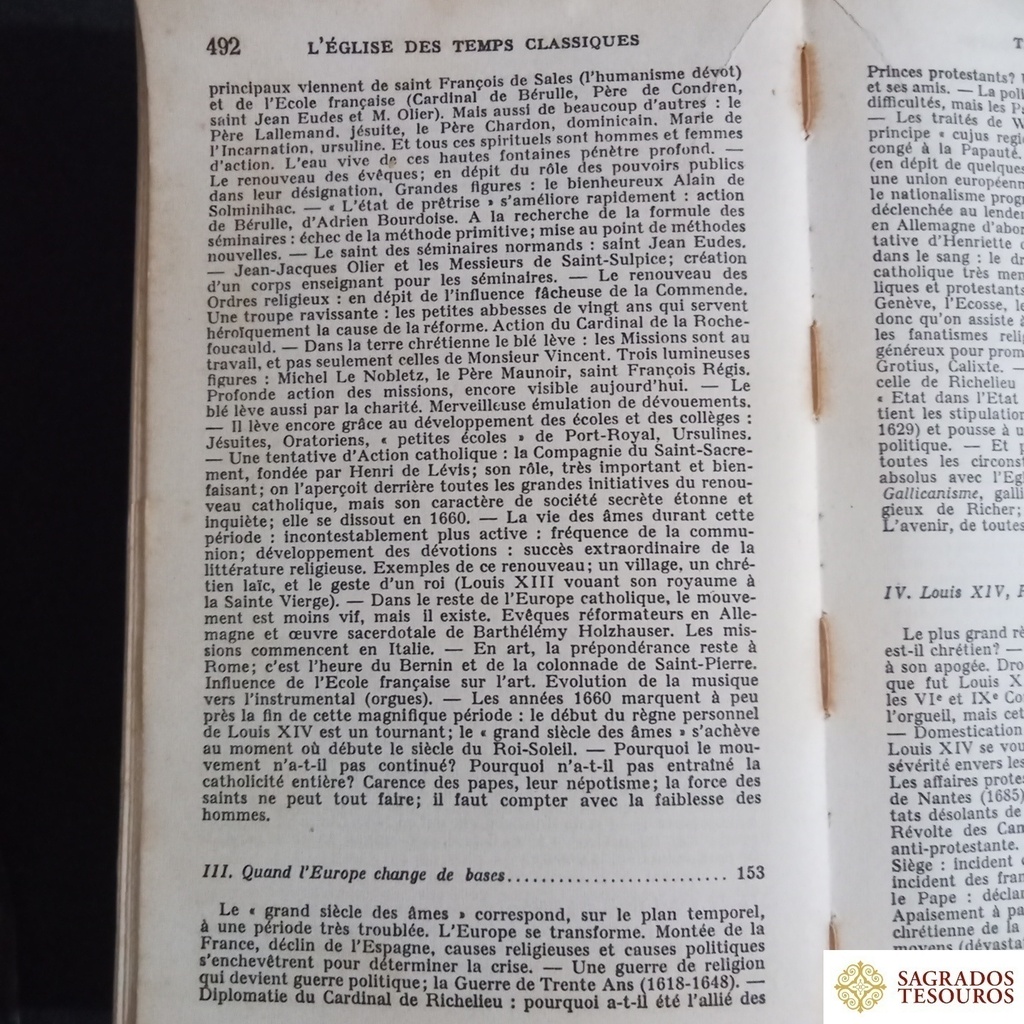 492 L'ÉGLISE DES TEMPS CLASSIQUES
principaux viennent de saint François de Sales (l'humanisme dévot)
et de l'Ecole française (Cardinal de Bérulle, Père de Condren,
saint Jean Eudes et M. Olier). Mais aussi de beaucoup d'autres : le
Père Lallemand, jésuite, le Père Chardon, dominicain. Marie de
l'Incarnation, ursuline. Et tous ces spirituels sont hommes et femmes
d'action. L'eau vive de ces hautes fontaines pénètre profond. —
Le renouveau des évêques; en dépit du rôle des pouvoirs publics
dans leur désignation, Grandes figures : le bienheureux Alain de
Solminihac. — « L'état de prêtrise » s'améliore rapidement : action
de Bérulle, d'Adrien Bourdoise. A la recherche de la formule des
séminaires : échec de la méthode primitive; mise au point de méthodes
nouvelles. — Le saint des séminaires normands : saint Jean Eudes.
— Jean-Jacques Olier et les Messieurs de Saint-Sulpice; création
d'un corps enseignant pour les séminaires. — Le renouveau des
Ordres religieux : en dépit de l'influence fâcheuse de la Commende.
Une troupe ravissante : les petites abbesses de vingt ans qui servent
héroïquement la cause de la réforme. Action du Cardinal de la Roche-
foucauld. — Dans la terre chrétienne le blé lève : les Missions sont au
travail, et pas seulement celles de Monsieur Vincent. Trois lumineuses
figures : Michel Le Nobletz, le Père Maunoir, saint François Régis.
Profonde action des missions, encore visible aujourd'hui. — Le
blé lève aussi par la charité. Merveilleuse émulation de dévouements.
— Il lève encore grâce au développement des écoles et des collèges :
Jésuites, Oratoriens, « petites écoles » de Port-Royal, Ursulines.
— Une tentative d'Action catholique : la Compagnie du Saint-Sacre-
ment, fondée par Henri de Lévis; son rôle, très important et bien-
faisant; on l'aperçoit derrière toutes les grandes initiatives du renou-
veau catholique, mais son caractère de société secrète étonne et
inquiète; elle se dissout en 1660. — La vie des âmes durant cette
période : incontestablement plus active : fréquence de la commu-
nion; développement des dévotions : succès extraordinaire de la
littérature religieuse. Exemples de ce renouveau; un village, un chré-
tien laïc, et le geste d'un roi (Louis XIII vouant son royaume à
la Sainte Vierge). — Dans le reste de l'Europe catholique, le mouve-
ment est moins vif, mais il existe. Evêques réformateurs en Alle-
magne et œuvre sacerdotale de Barthélémy Holzhauser. Les mis-
sions commencent en Italie. — En art, la prépondérance reste à
Rome; c'est l'heure du Bernin et de la colonnade de Saint-Pierre.
Influence de l'Ecole française sur l'art. Evolution de la musique
vers l'instrumental (orgues). — Les années 1660 marquent à peu
près la fin de cette magnifique période : le début du règne personnel
de Louis XIV est un tournant; le « grand siècle des âmes » s'achève
au moment où débute le siècle du Roi-Soleil. — Pourquoi le mou-
vement n'a-t-il pas continué? Pourquoi n'a-t-il pas entraîné la
catholicité entière? Carence des papes, leur népotisme; la force des
saints ne peut tout faire; il faut compter avec la faiblesse des
hommes.
III. Quand l'Europe change de bases.......................... 153
Le « grand siècle des âmes » correspond, sur le plan temporel,
à une période très troublée. L'Europe se transforme. Montée de la
France, déclin de l'Espagne, causes religieuses et causes politiques
s'enchevêtrent pour déterminer la crise. — Une guerre de religion
qui devient guerre politique; la Guerre de Trente Ans (1618-1648). —
Diplomatie du Cardinal de Richelieu : pourquoi a-t-il été l'allié des
T
Princes protestants?
et ses amis. — La poli
difficultés, mais les
— Les traités de
principe « cujus regi
congé à la Papauté.
(en dépit de quelques
une union européenn
le nationalisme prog
déclenchée au lende
en Allemagne d'abor
tative d'Henriette
dans le sang : le dr
catholique très me
liques et protestants
Genève, l'Ecosse, le
donc qu'on assiste
les fanatismes reli
généreux pour prom
Grotius, Calixte. —
celle de Richelieu
« Etat dans l'Etat
tient les stipulation
1629) et pousse à u
politique. — Et
toutes les circonst
absolus avec l'Eg
Gallicanisme, galli
gieux de Richer;
L'avenir, de toutes
IV. Louis XIV,
Le plus grand
est-il chrétien? —
à son apogée. Dro
que fut Louis X
les VIe et IXe Co
l'orgueil, mais cet
— Domestication
Louis XIV se vou
sévérité envers les
Les affaires prote
de Nantes (1685)
tats désolants de
Révolte des Cam
anti-protestante.
Siège : incident
incident des fran
le Pape : décla
Apaisement à pa
chrétienne de la
moyens (dévasta
SAGRADOS
TESOUROS